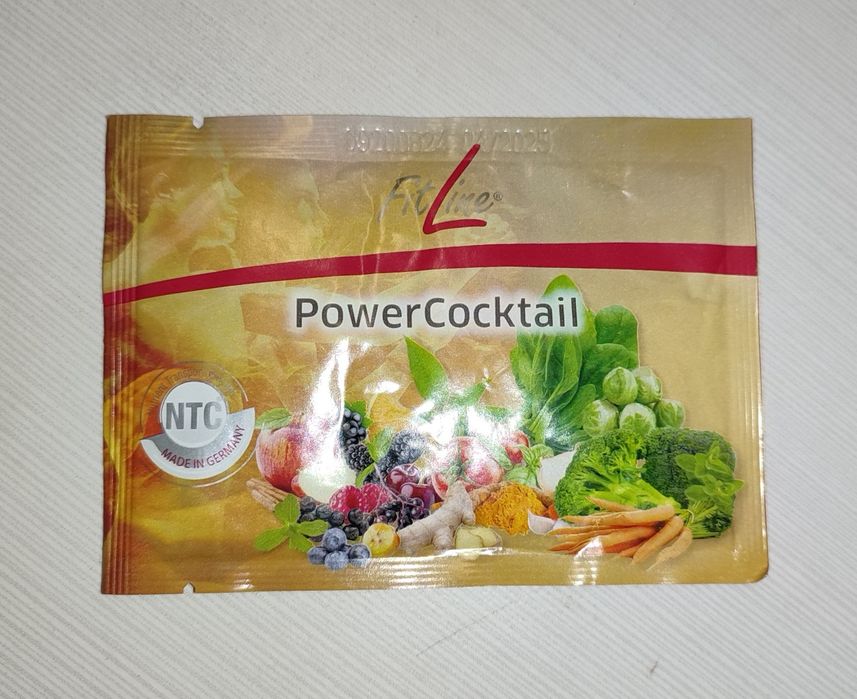 FitLine®
PowerCocktail
NTC
MADE IN GERMANY